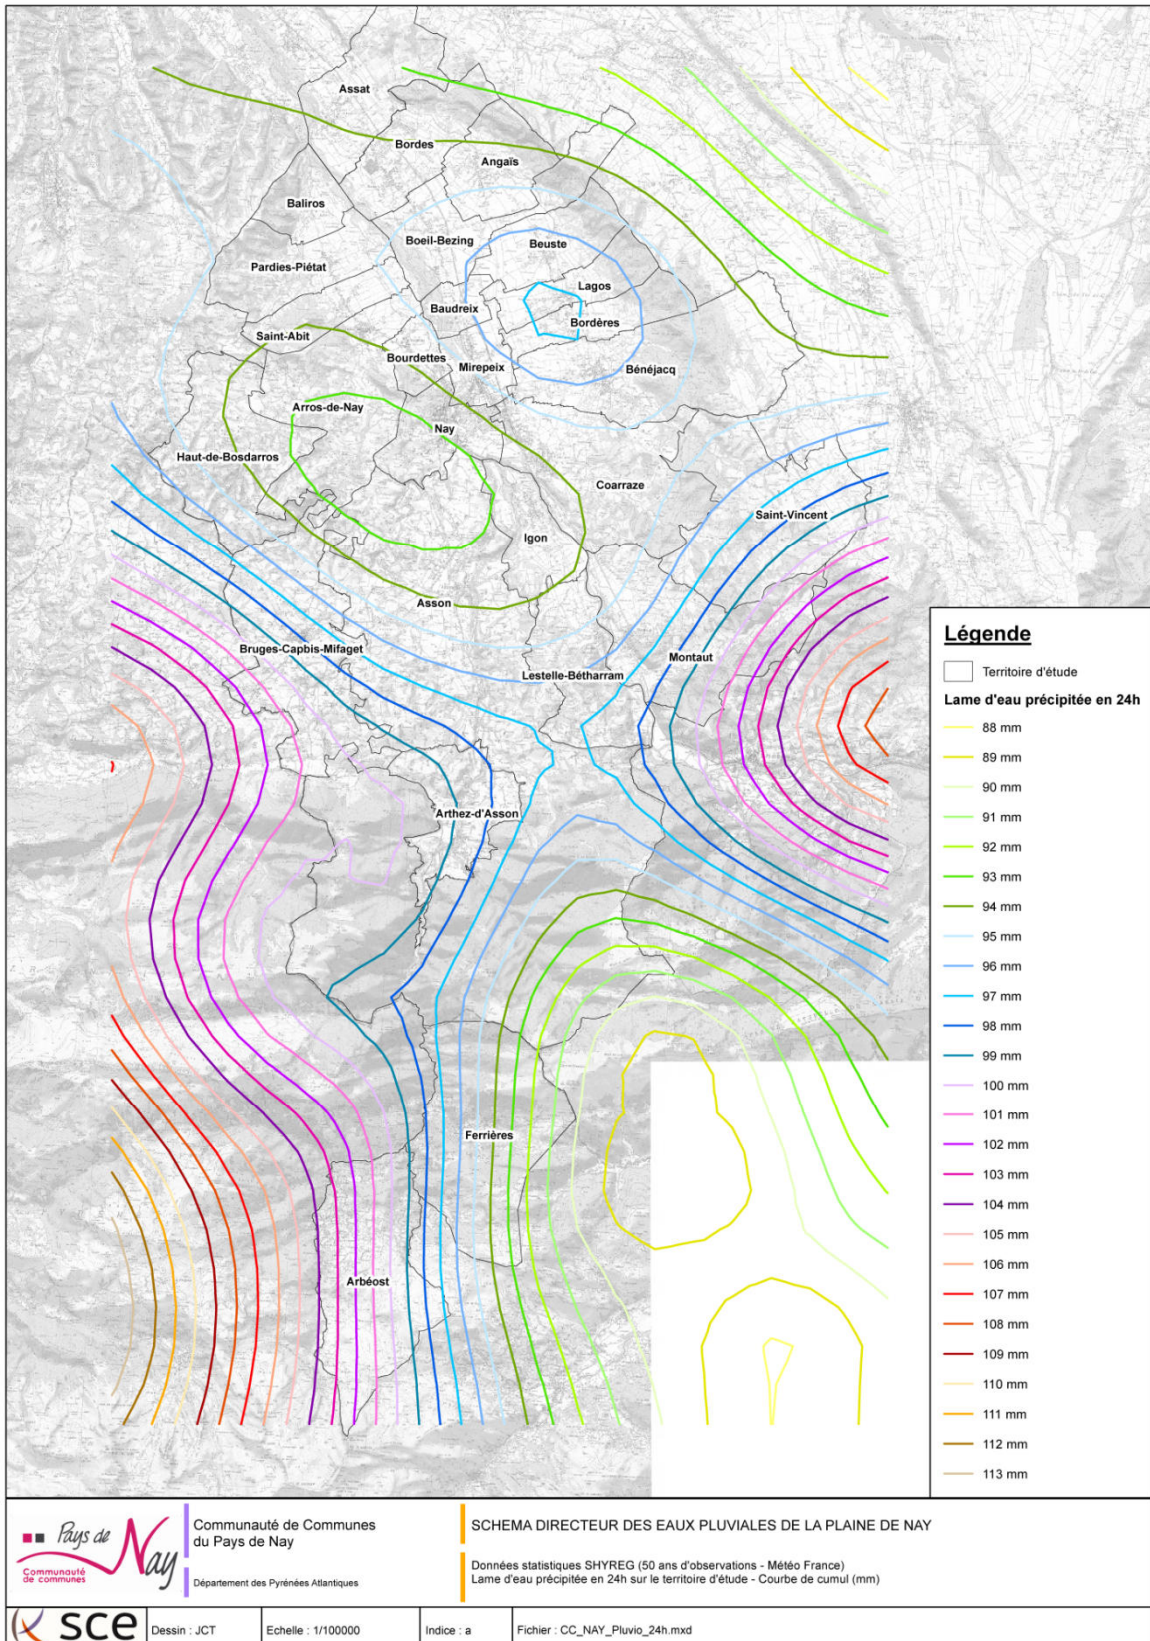 Assat
Bordes
Angaïs
Baliros
Boeil-Bezing
Beuste
Pardies-Piétat
Lagos
Baudreix
Bordères
Saint-Abit
Bourdettes
Mirepeix
Bénéjacq
Arros-de-Nay
Nay
Haut-de-Bosdarros
Coarraze
Saint-Vincent
Igon
Asson
Bruges-Capbis-Mifaget
Montaut
Lestelle-Bétharram
Arthez-d'Asson
Ferrières
Arbéost
Légende
Territoire d'étude
Lame d'eau précipitée en 24h
88 mm
89 mm
90 mm
91 mm
92 mm
93 mm
94 mm
95 mm
96 mm
97 mm
98 mm
99 mm
100 mm
101 mm
102 mm
103 mm
104 mm
105 mm
106 mm
107 mm
108 mm
109 mm
110 mm
111 mm
112 mm
113 mm
Pays de Nay
Communauté
de communes
Communauté de Communes
du Pays de Nay
Département des Pyrénées Atlantiques
SCHEMA DIRECTEUR DES EAUX PLUVIALES DE LA PLAINE DE NAY
Données statistiques SHYREG (50 ans d'observations - Météo France)
Lame d'eau précipitée en 24h sur le territoire d'étude - Courbe de cumul (mm)
sce
Dessin : JCT
Echelle : 1/100000
Indice : a
Fichier : CC_NAY_Pluvio_24h.mxd